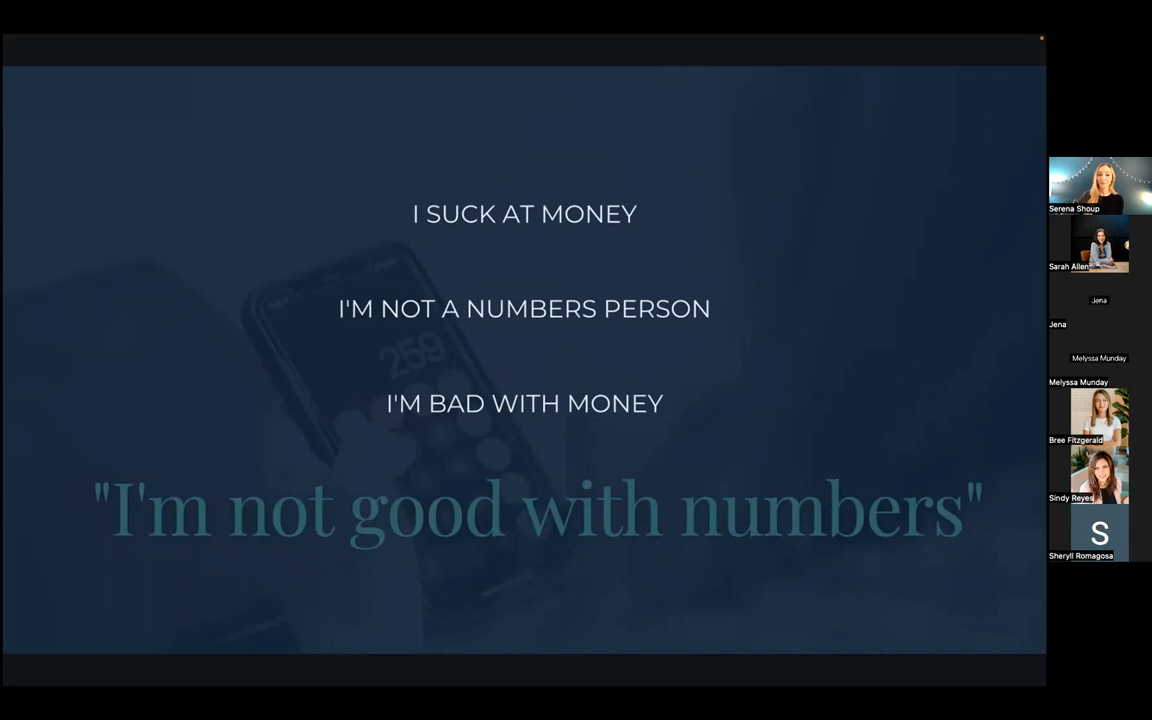 I SUCK AT MONEY
I'M NOT A NUMBERS PERSON
259
I'M BAD WITH MONEY
"I'm not good with numbers"
Serena Shoup
Sarah Allen
Jena
Jena
Melyssa Munday
Melyssa Munday
Bree Fitzgerald
Sindy Reyes
S
Sheryll Romagosa